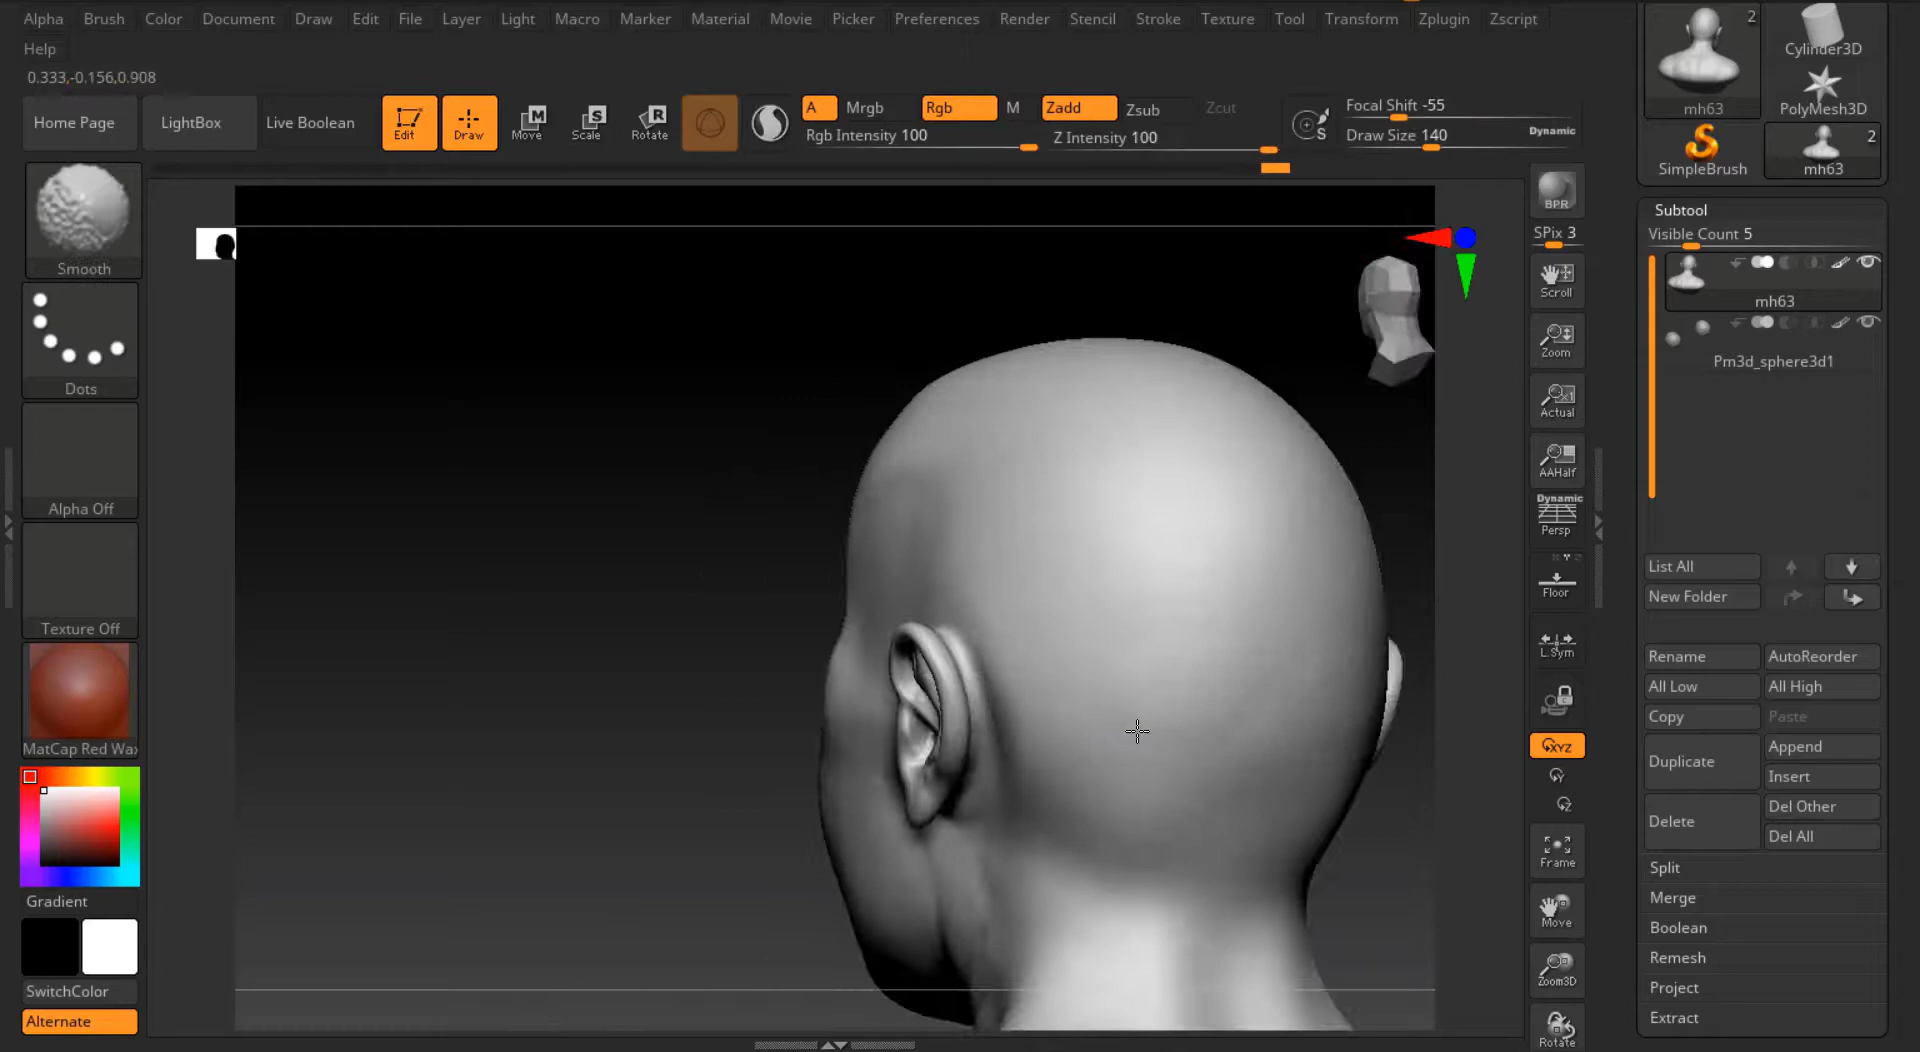 Alpha Brush Color Document Draw Edit File Layer Light Macro Marker Material Movie Picker Preferences Render Stencil Stroke Texture Tool Transform Zplugin Zscript
Help
0.333,-0.156,0.908
Home Page
LightBox
Live Boolean
Edit
Draw
M
Move
S
Scale
R
Rotate
A
Mrgb
Rgb
M
Zadd
Zsub
Zcut
Rgb Intensity 100
Z Intensity 100
S
Focal Shift -55
Draw Size 140
Dynamic
2
mh63
Cylinder3D
PolyMesh3D
SimpleBrush
2
mh63
Smooth
Dots
Alpha Off
Texture Off
MatCap Red Wax
Gradient
SwitchColor
Alternate
BPR
SPix 3
Scroll
Zoom
Actual
AAHalf
Dynamic
Persp
Floor
L.Sym
XYZ
Y
Z
Frame
Move
Zoom3D
Rotate
Subtool
Visible Count 5
mh63
Pm3d_sphere3d1
List All
New Folder
Rename
AutoReorder
All Low
All High
Copy
Paste
Duplicate
Append
Insert
Delete
Del Other
Del All
Split
Merge
Boolean
Remesh
Project
Extract